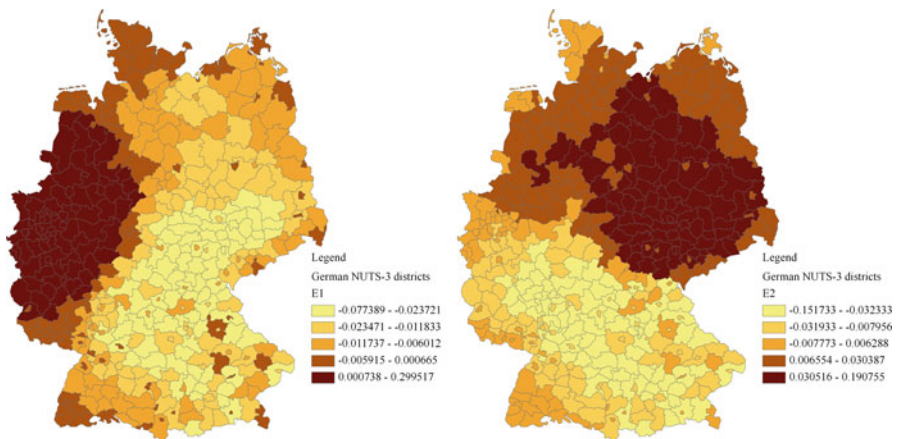 Legend
German NUTS-3 districts
E1
-0.077389 - -0.023721
-0.023471 - -0.011833
-0.011737 - -0.006012
-0.005915 - 0.000665
0.000738 - 0.299517
Legend
German NUTS-3 districts
E2
-0.151733 - -0.032333
-0.031933 - -0.007956
-0.007773 - 0.006288
0.006554 - 0.030387
0.030516 - 0.190755